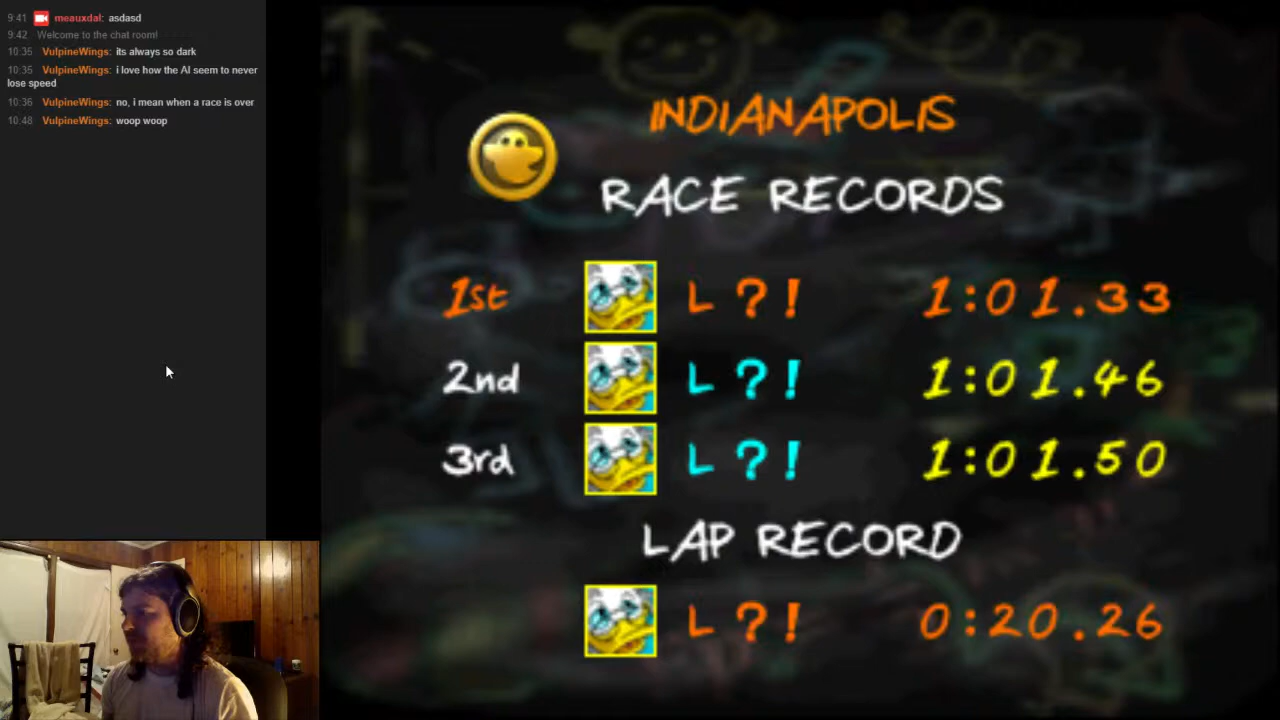 9:41 meauxdal: asdasd
9:42 Welcome to the chat room!
10:35 VulpineWings: its always so dark
10:35 VulpineWings: i love how the AI seem to never
lose speed
10:36 VulpineWings: no, i mean when a race is over
10:48 VulpineWings: woop woop
INDIANAPOLIS
RACE RECORDS
1st L ? ! 1:01.33
2nd L ? ! 1:01.46
3rd L ? ! 1:01.50
LAP RECORD
L ? ! 0:20.26